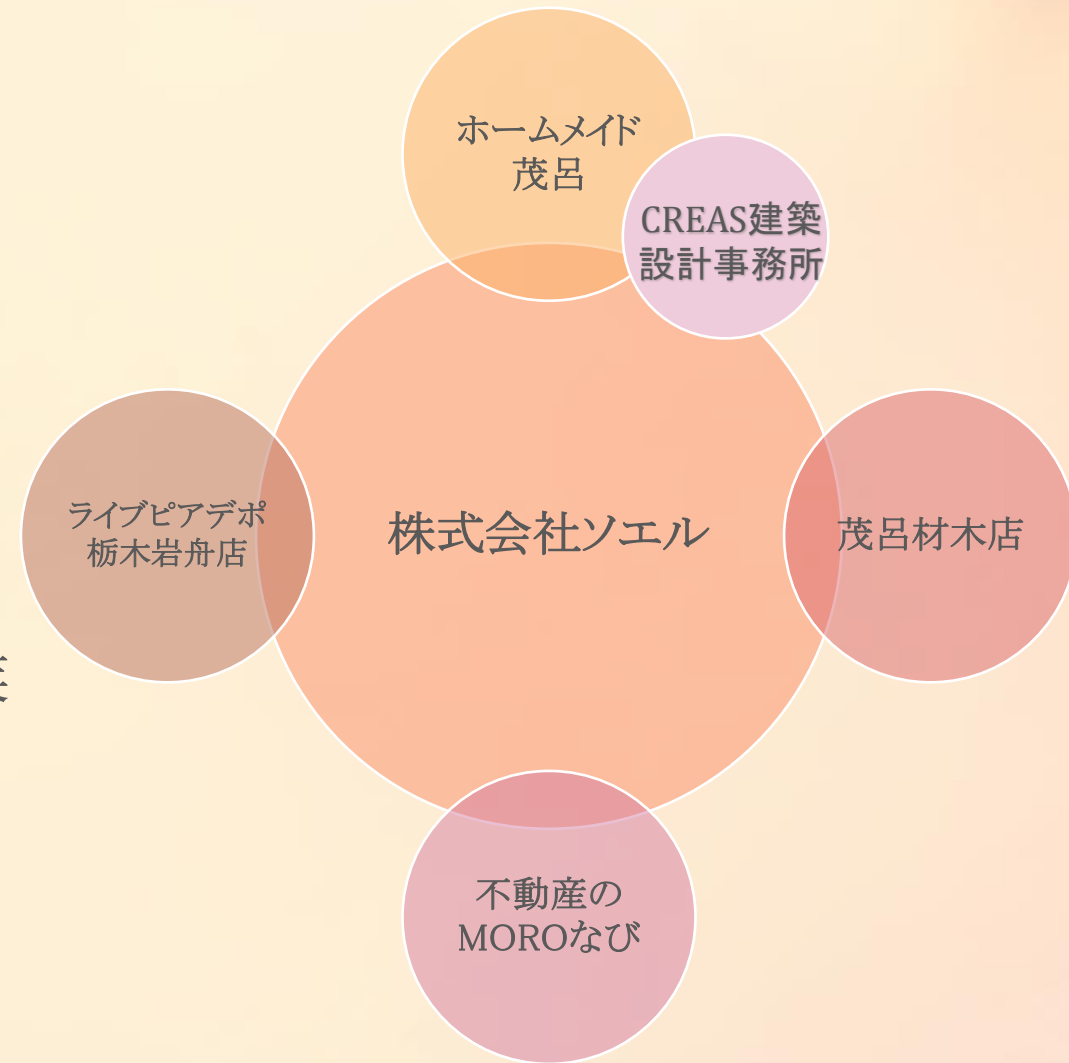 ホームメイド
茂呂
CREAS建築
設計事務所
ライブピアデポ
栃木岩舟店
株式会社ソエル
茂呂材木店
不動産の
MOROなび